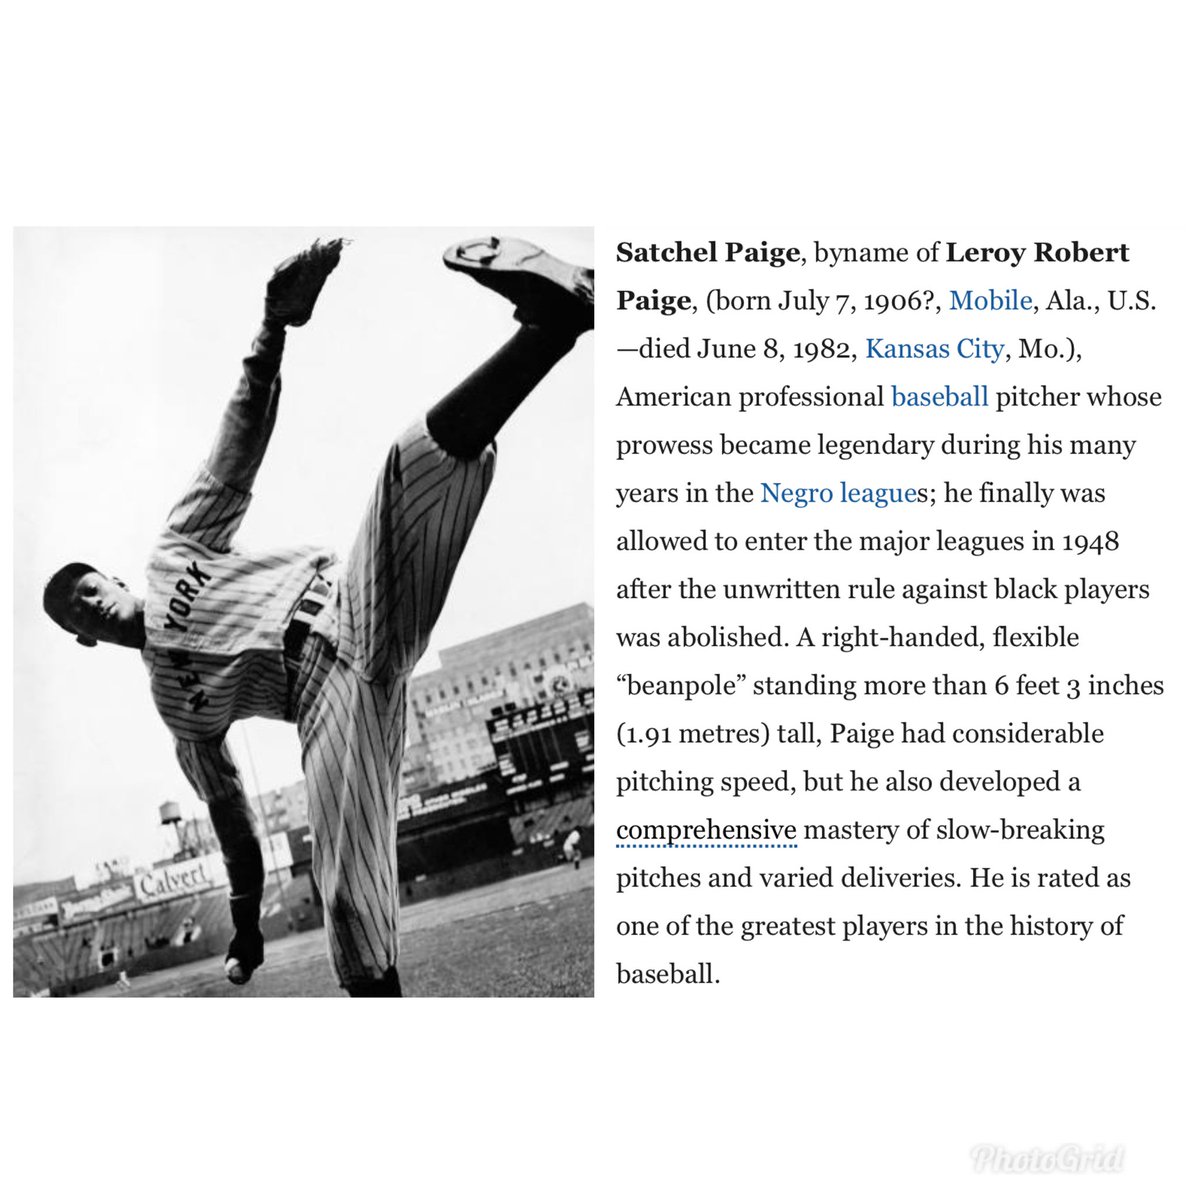 Satchel Paige, byname of Leroy Robert
Paige, (born July 7, 1906?, Mobile, Ala., U.S.
—died June 8, 1982, Kansas City, Mo.),
American professional baseball pitcher whose
prowess became legendary during his many
years in the Negro leagues; he finally was
allowed to enter the major leagues in 1948
after the unwritten rule against black players
was abolished. A right-handed, flexible
“beanpole” standing more than 6 feet 3 inches
(1.91 metres) tall, Paige had considerable
pitching speed, but he also developed a
comprehensive mastery of slow-breaking
pitches and varied deliveries. He is rated as
one of the greatest players in the history of
baseball.
NEW YORK
Calvert
PhotoGrid